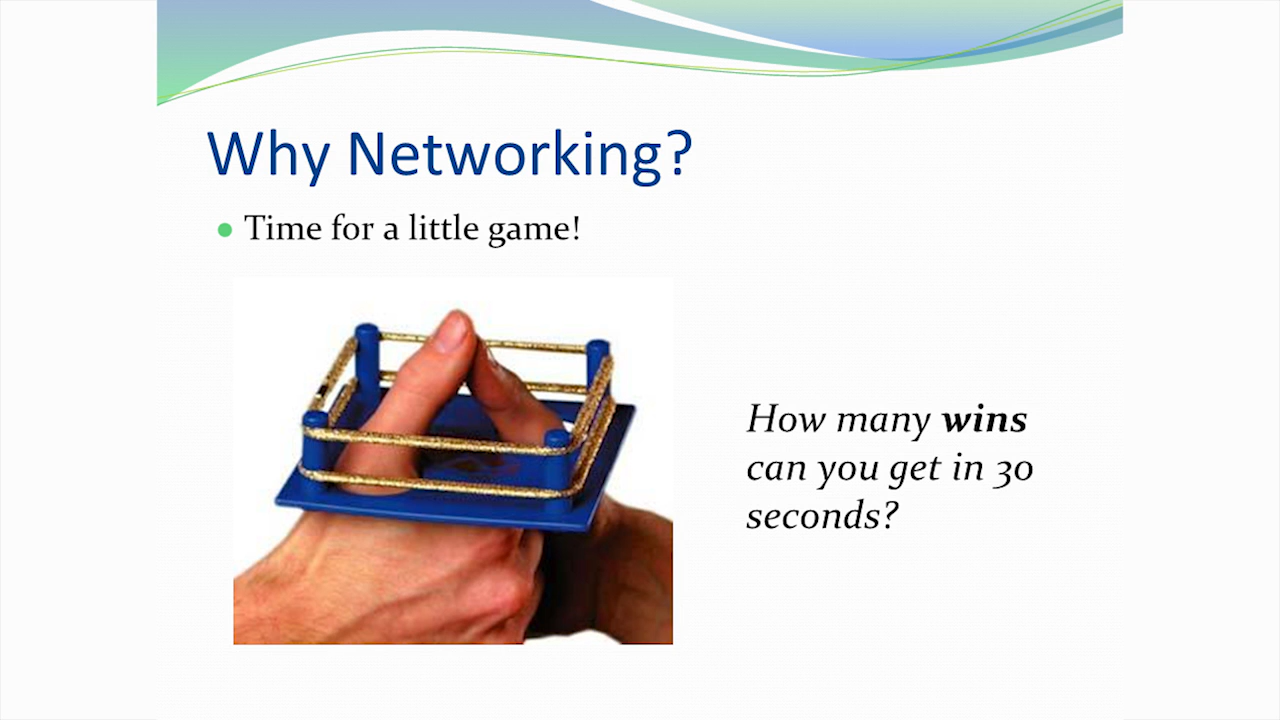 Why Networking?
Time for a little game!
How many wins
can you get in 30
seconds?